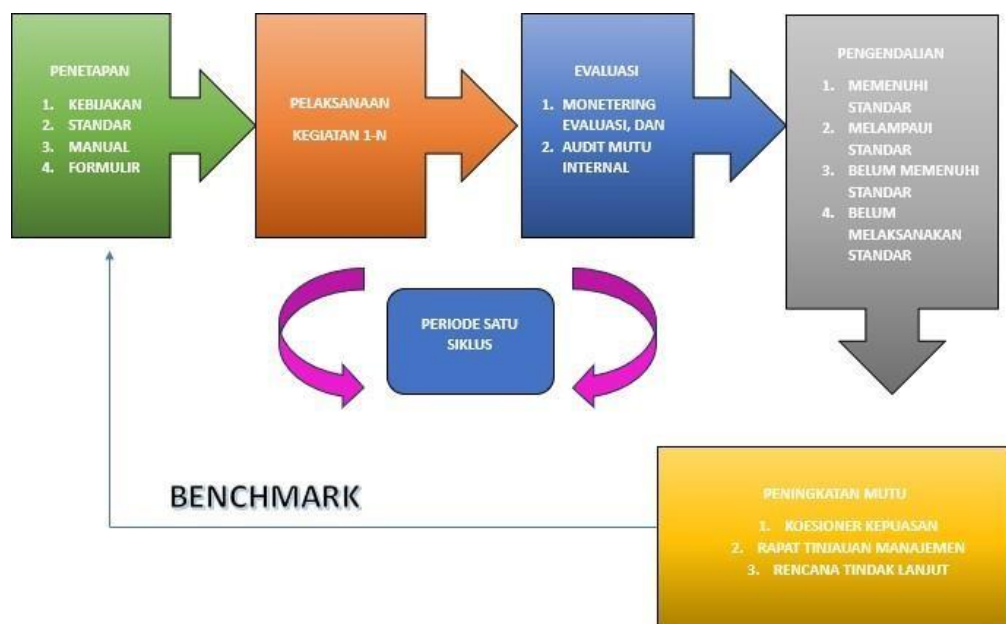 PENETAPAN
1. KEBIJAKAN
2. STANDAR
3. MANUAL
4. FORMULIR
PELAKSANAAN
KEGIATAN 1-N
EVALUASI
1. MONETERING
EVALUASI, DAN
2. AUDIT MUTU
INTERNAL
PENGENDALIAN
1. MEMENUHI
STANDAR
2. MELAMPAUI
STANDAR
3. BELUM MEMENUHI
STANDAR
4. BELUM
MELAKSANAKAN
STANDAR
PERIODE SATU
SIKLUS
BENCHMARK
PENINGKATAN MUTU
1. KOESIONER KEPUASAN
2. RAPAT TINJAUAN MANAJEMEN
3. RENCANA TINDAK LANJUT